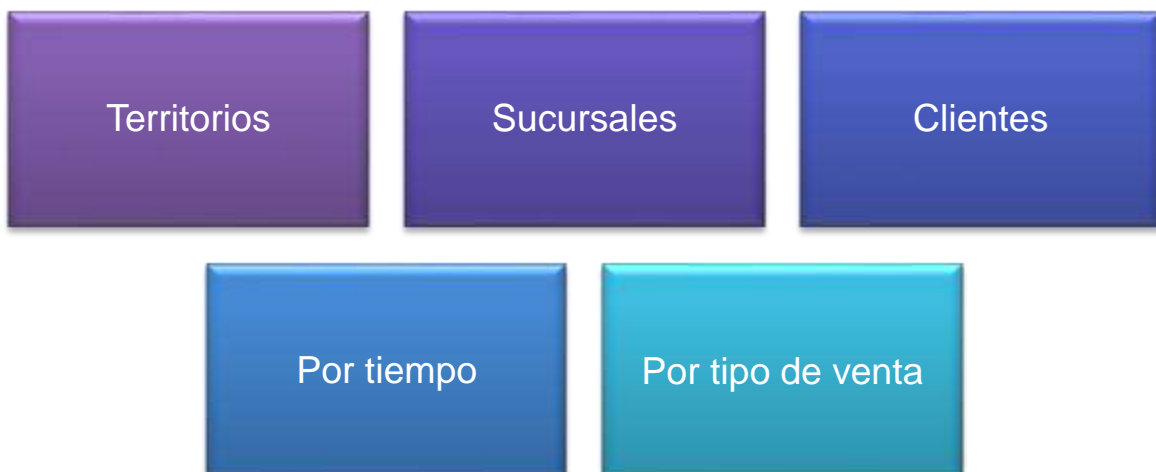 Territorios
Sucursales
Clientes
Por tiempo
Por tipo de venta